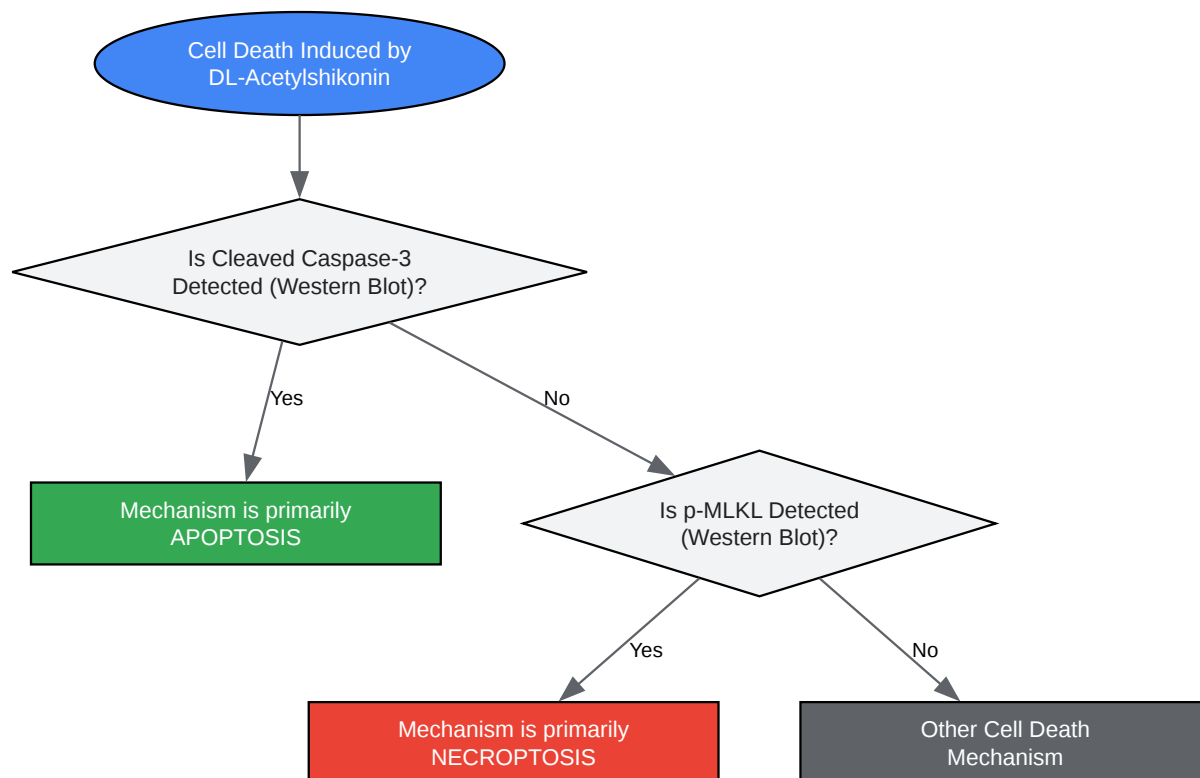 Cell Death Induced by
DL-Acetylshikonin
Is Cleaved Caspase-3
Detected (Western Blot)?
Yes
No
Mechanism is primarily
APOPTOSIS
Is p-MLKL Detected
(Western Blot)?
Yes
No
Mechanism is primarily
NECROPTOSIS
Other Cell Death
Mechanism